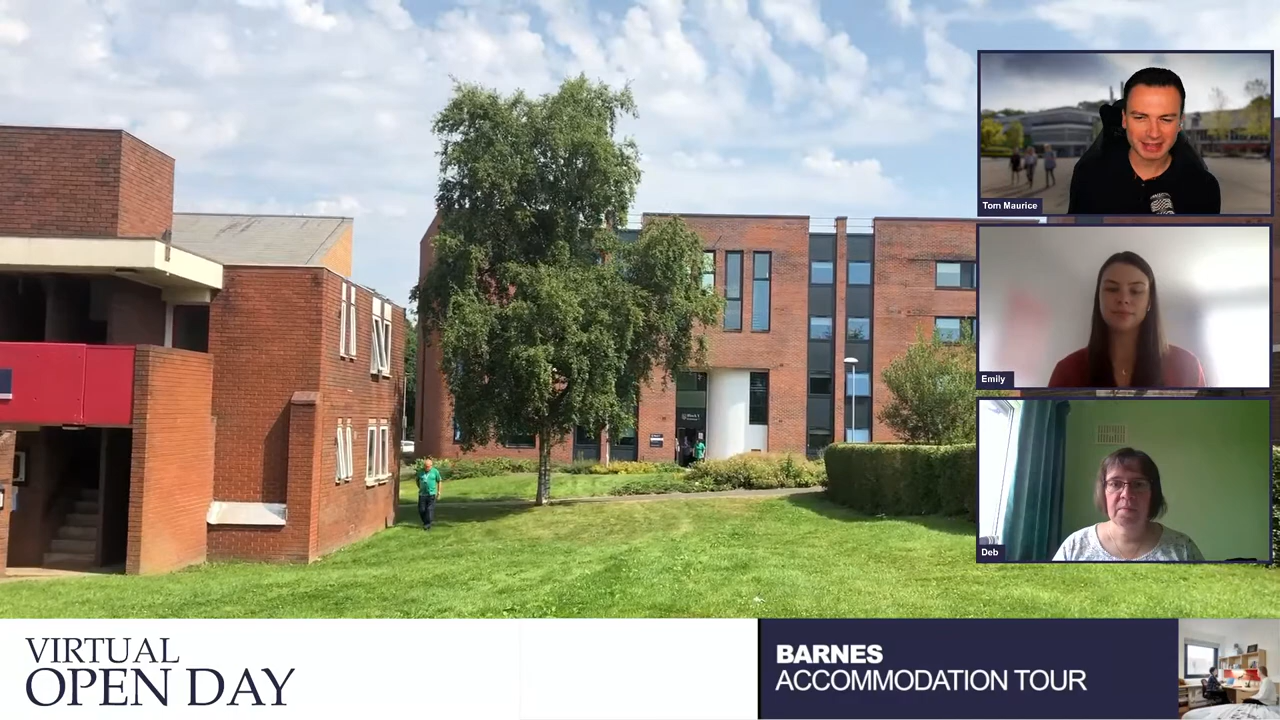 Tom Maurice
Emily
Deb
VIRTUAL
OPEN DAY
BARNES
ACCOMMODATION TOUR